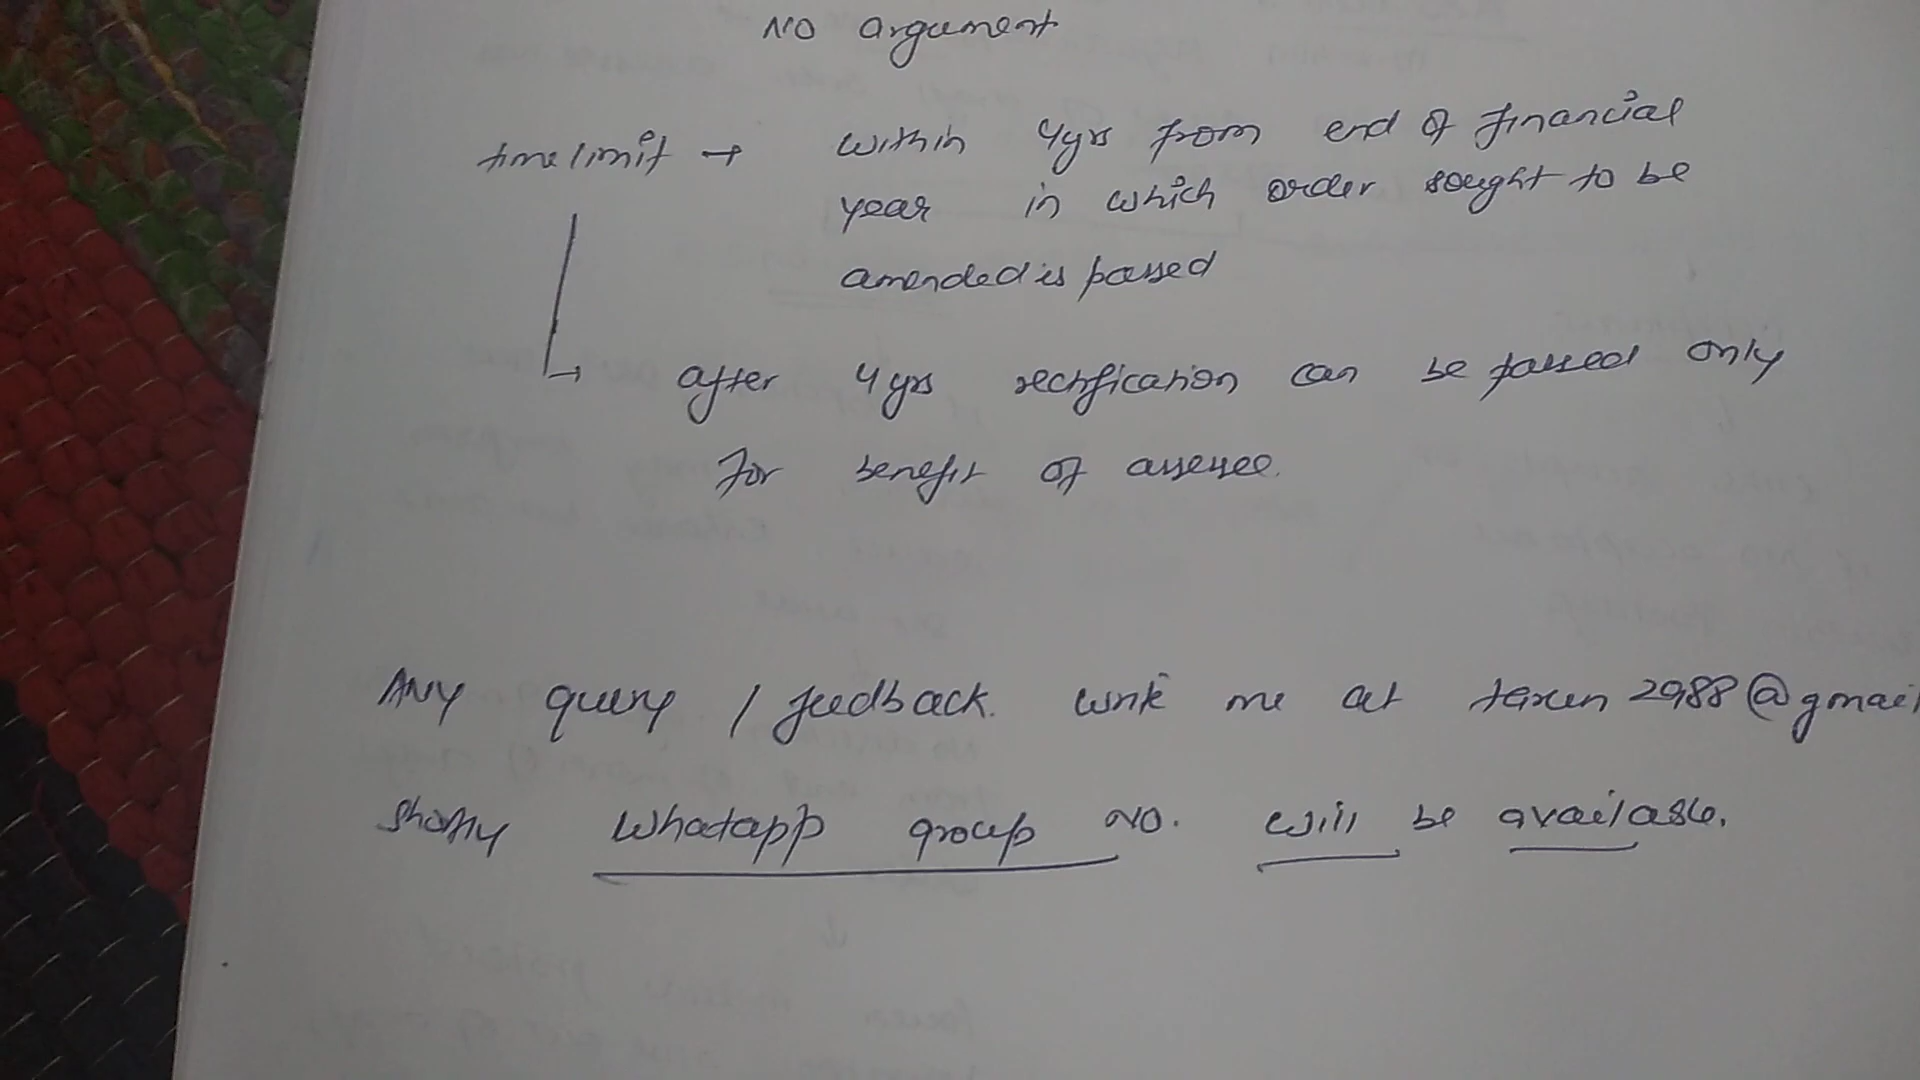 NO argument
time limit → within 4yrs from end of financial
year in which order sought to be
amended is passed
→ after 4yrs rectification can be passed only
for benefit of assessee.
Any query / feedback. write me at 2988@gmail
Shortly Whatapp group NO. will be available.